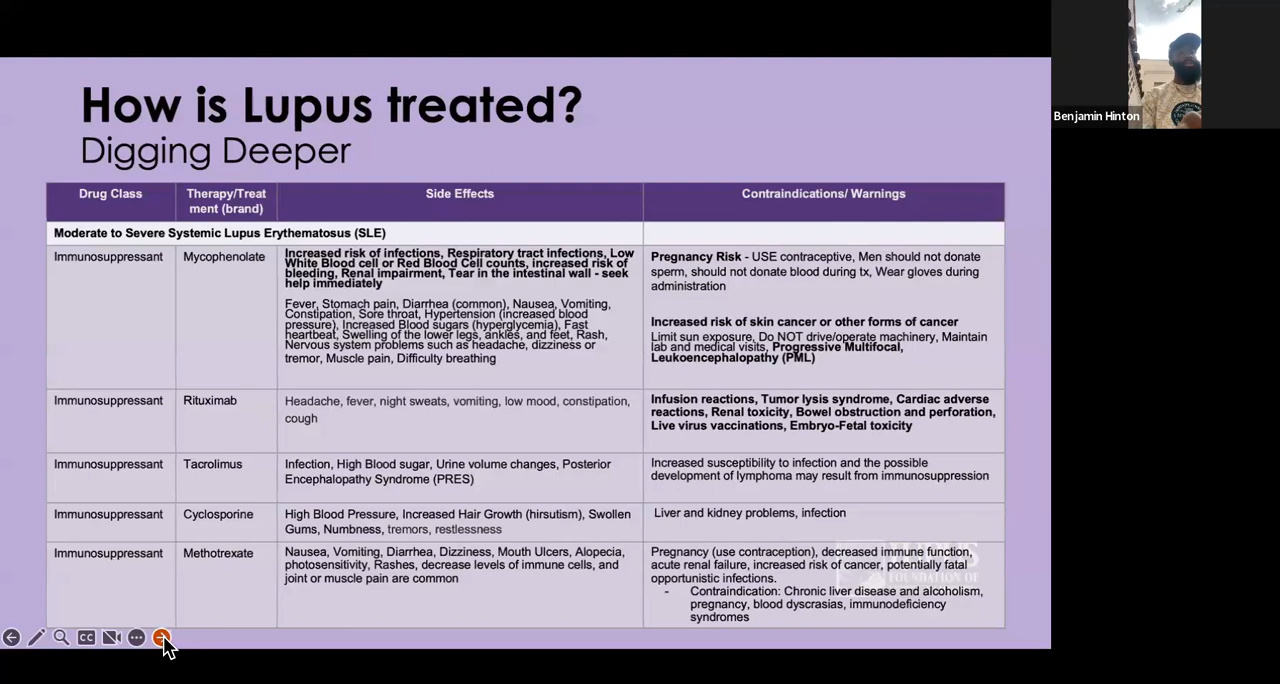 How is Lupus treated?
Digging Deeper
Benjamin Hinton
Drug Class
Therapy/Treat
ment (brand)
Side Effects
Contraindications/ Warnings
Moderate to Severe Systemic Lupus Erythematosus (SLE)
Immunosuppressant
Mycophenolate
Increased risk of infections, Respiratory tract infections, Low
White Blood cell or Red Blood Cell counts, increased risk of
bleeding, Renal impairment, Tear in the intestinal wall - seek
help immediately
Fever, Stomach pain, Diarrhea (common), Nausea, Vomiting,
Constipation, Sore throat, Hypertension (increased blood
pressure), Increased Blood sugars (hyperglycemia), Fast
heartbeat, Swelling of the lower legs, ankles, and feet, Rash,
Nervous system problems such as headache, dizziness or
tremor, Muscle pain, Difficulty breathing
Pregnancy Risk - USE contraceptive, Men should not donate
sperm, should not donate blood during tx, Wear gloves during
administration
Increased risk of skin cancer or other forms of cancer
Limit sun exposure, Do NOT drive/operate machinery, Maintain
lab and medical visits, Progressive Multifocal,
Leukoencephalopathy (PML)
Immunosuppressant
Rituximab
Headache, fever, night sweats, vomiting, low mood, constipation,
cough
Infusion reactions, Tumor lysis syndrome, Cardiac adverse
reactions, Renal toxicity, Bowel obstruction and perforation,
Live virus vaccinations, Embryo-Fetal toxicity
Immunosuppressant
Tacrolimus
Infection, High Blood sugar, Urine volume changes, Posterior
Encephalopathy Syndrome (PRES)
Increased susceptibility to infection and the possible
development of lymphoma may result from immunosuppression
Immunosuppressant
Cyclosporine
High Blood Pressure, Increased Hair Growth (hirsutism), Swollen
Gums, Numbness, tremors, restlessness
Liver and kidney problems, infection
Immunosuppressant
Methotrexate
Nausea, Vomiting, Diarrhea, Dizziness, Mouth Ulcers, Alopecia,
photosensitivity, Rashes, decrease levels of immune cells, and
joint or muscle pain are common
Pregnancy (use contraception), decreased immune function,
acute renal failure, increased risk of cancer, potentially fatal
opportunistic infections.
- Contraindication: Chronic liver disease and alcoholism,
pregnancy, blood dyscrasias, immunodeficiency
syndromes
LUPUS
FOUNDATION OF
CC